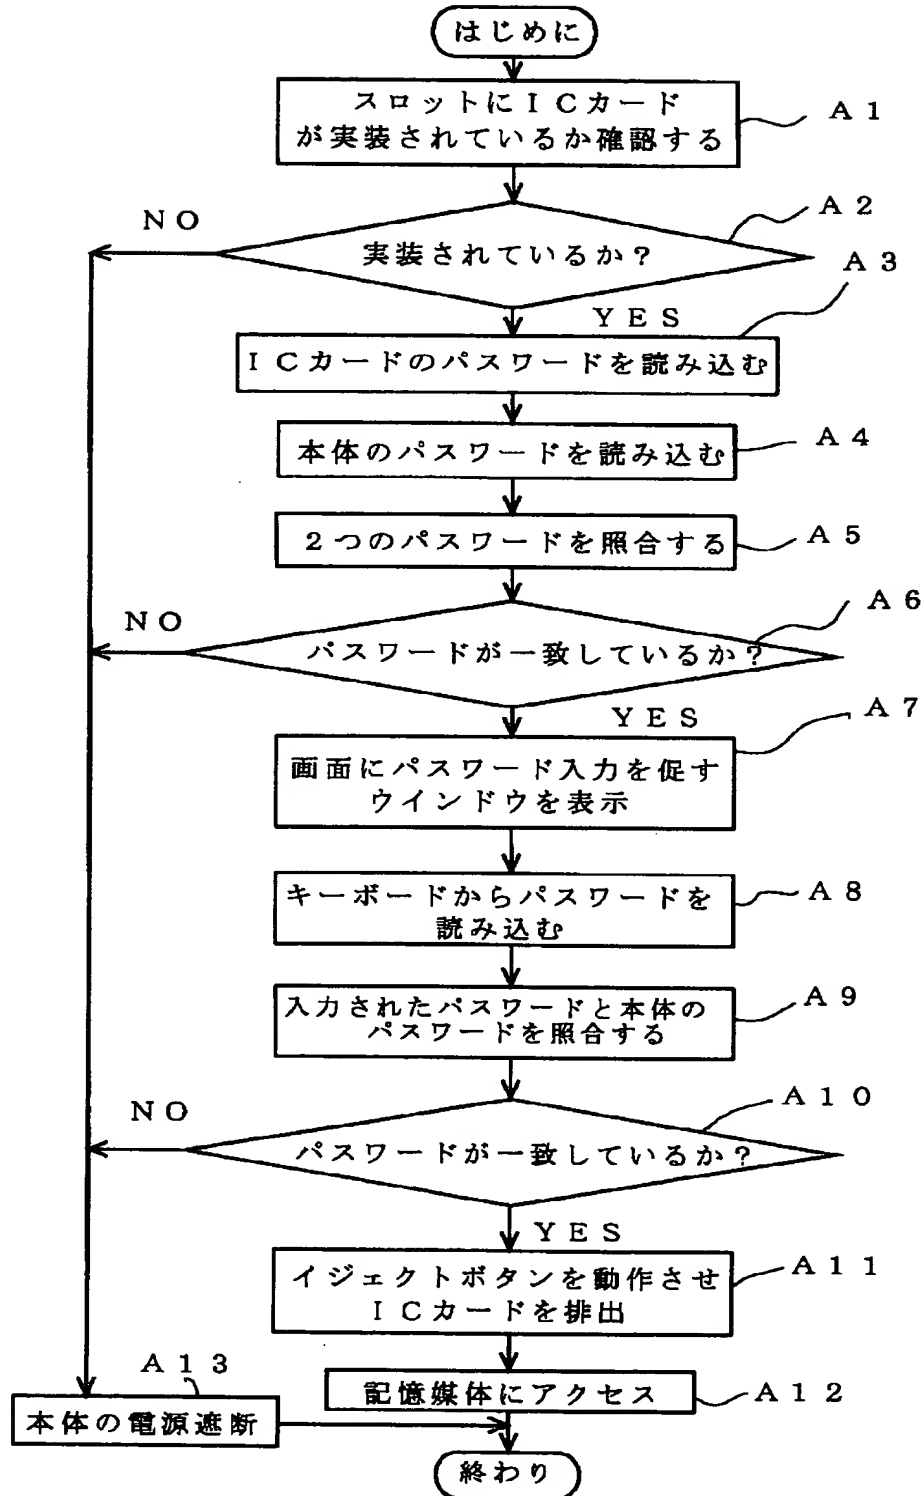 はじめに
スロットにＩＣカード
が実装されているか確認する
Ａ１
Ａ２
ＮＯ
実装されているか？
Ａ３
ＹＥＳ
ＩＣカードのパスワードを読み込む
本体のパスワードを読み込む
Ａ４
２つのパスワードを照合する
Ａ５
Ａ６
ＮＯ
パスワードが一致しているか？
Ａ７
ＹＥＳ
画面にパスワード入力を促す
ウインドウを表示
キーボードからパスワードを
読み込む
Ａ８
入力されたパスワードと本体の
パスワードを照合する
Ａ９
Ａ１０
ＮＯ
パスワードが一致しているか？
ＹＥＳ
イジェクトボタンを動作させ
ＩＣカードを排出
Ａ１１
Ａ１３
記憶媒体にアクセス
Ａ１２
本体の電源遮断
終わり